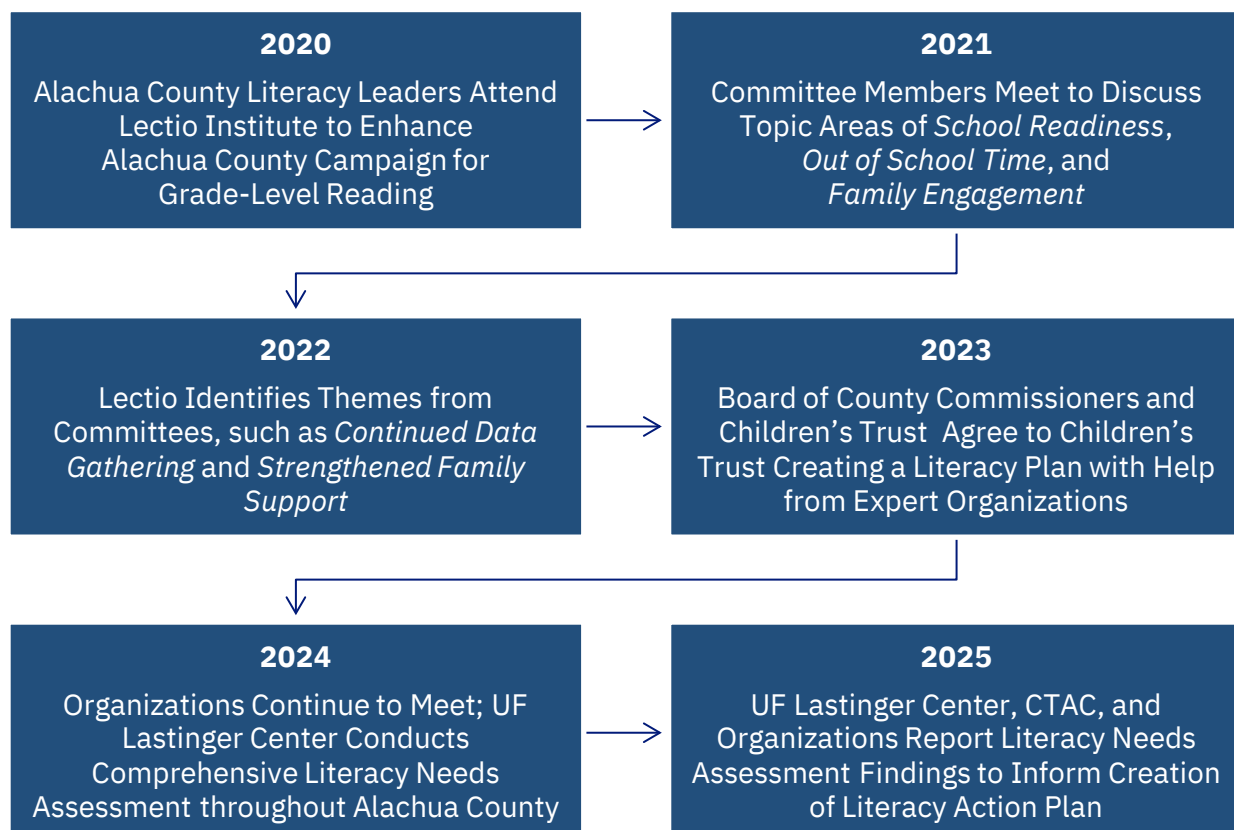 2020
Alachua County Literacy Leaders Attend
Lectio Institute to Enhance
Alachua County Campaign for
Grade-Level Reading
2021
Committee Members Meet to Discuss
Topic Areas of School Readiness,
Out of School Time, and
Family Engagement
2022
Lectio Identifies Themes from
Committees, such as Continued Data
Gathering and Strengthened Family
Support
2023
Board of County Commissioners and
Children’s Trust Agree to Children’s
Trust Creating a Literacy Plan with Help
from Expert Organizations
2024
Organizations Continue to Meet; UF
Lastinger Center Conducts
Comprehensive Literacy Needs
Assessment throughout Alachua County
2025
UF Lastinger Center, CTAC, and
Organizations Report Literacy Needs
Assessment Findings to Inform Creation
of Literacy Action Plan